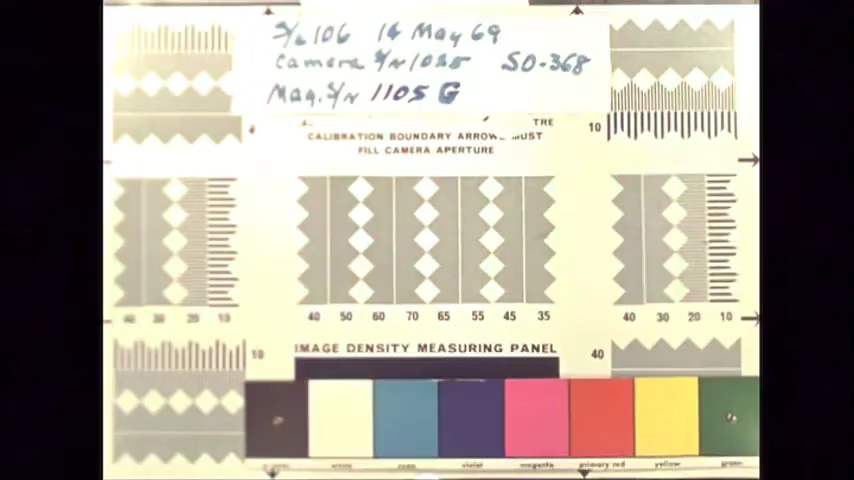 S/C 106 14 May 69
Camera S/N 1025 SO-368
Mag. S/N 1105 G
TRE
CALIBRATION BOUNDARY ARROWS MUST
FILL CAMERA APERTURE
10
40 30 20 10
40 50 60 70 65 55 45 35
40 30 20 10
10 IMAGE DENSITY MEASURING PANEL 40
white cyan violet magenta primary red yellow green